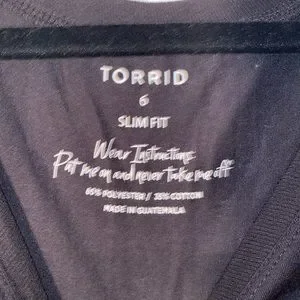 TORRID
6
SLIM FIT
Wear Instructions:
Put me on and never take me off
65% POLYESTER / 35% COTTON
MADE IN GUATEMALA